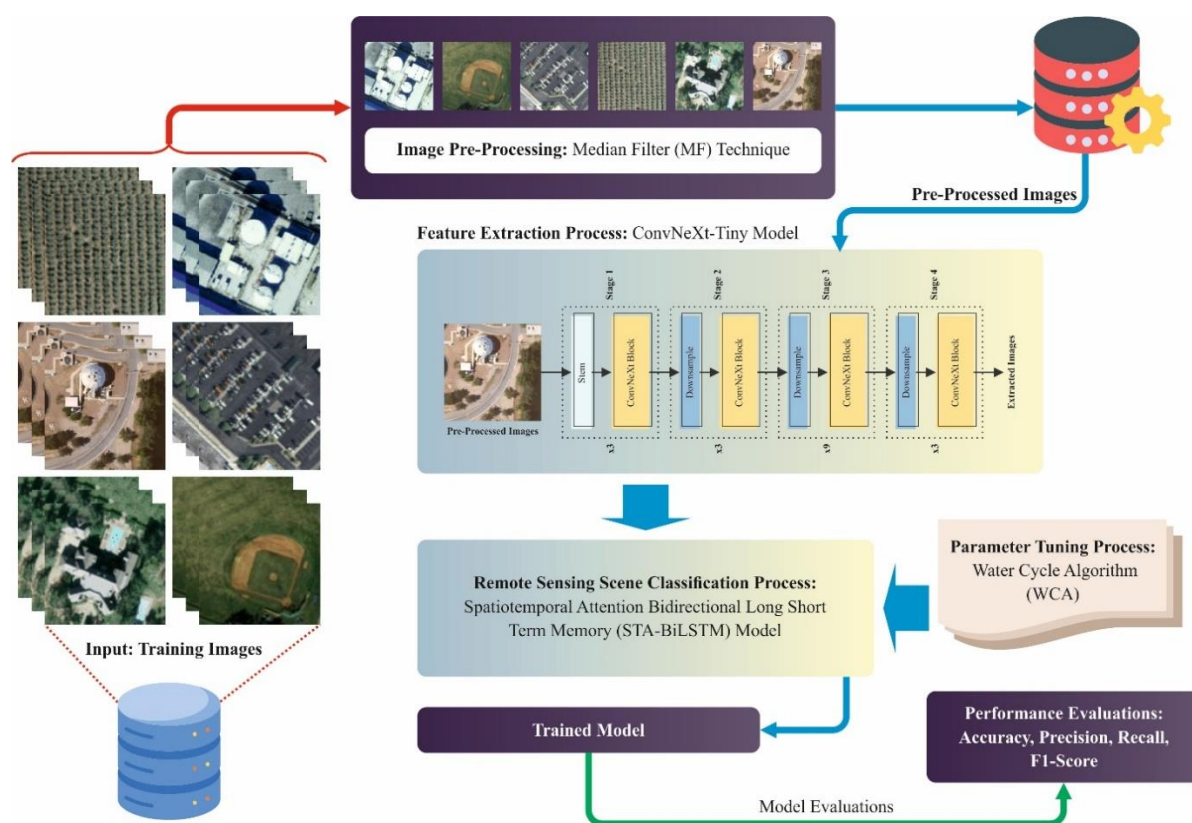 Image Pre-Processing: Median Filter (MF) Technique
Pre-Processed Images
Feature Extraction Process: ConvNeXt-Tiny Model
Pre-Processed Images
Stage 1
Stem
ConvNeXt Block
x3
Stage 2
Downsample
ConvNeXt Block
x3
Stage 3
Downsample
ConvNeXt Block
x9
Stage 4
Downsample
ConvNeXt Block
x3
Extracted Images
Remote Sensing Scene Classification Process:
Spatiotemporal Attention Bidirectional Long Short
Term Memory (STA-BiLSTM) Model
Parameter Tuning Process:
Water Cycle Algorithm
(WCA)
Input: Training Images
Trained Model
Performance Evaluations:
Accuracy, Precision, Recall,
F1-Score
Model Evaluations